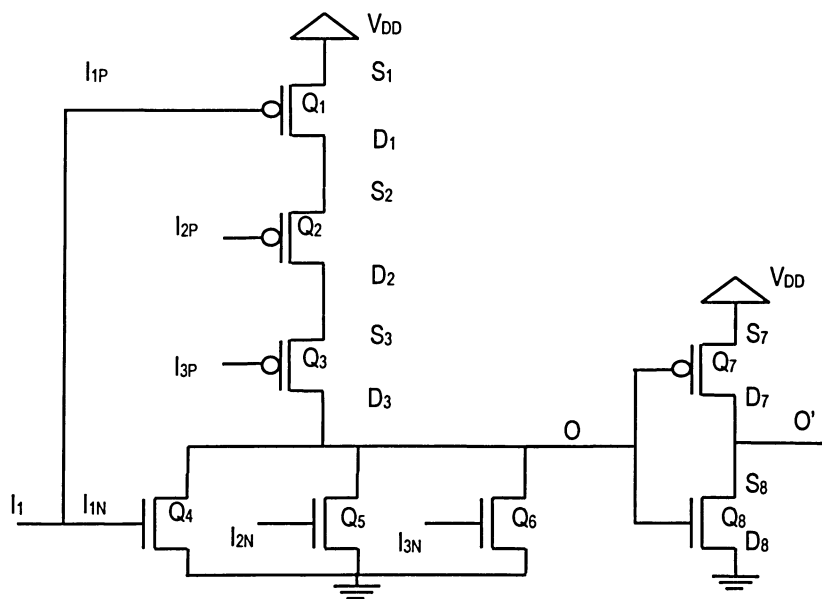 VDD
I1P
S1
Q1
D1
S2
I2P
Q2
D2
VDD
S3
S7
I3P
Q3
Q7
D3
D7
O
O'
S8
I1
I1N
Q4
Q5
Q6
Q8
I2N
I3N
D8